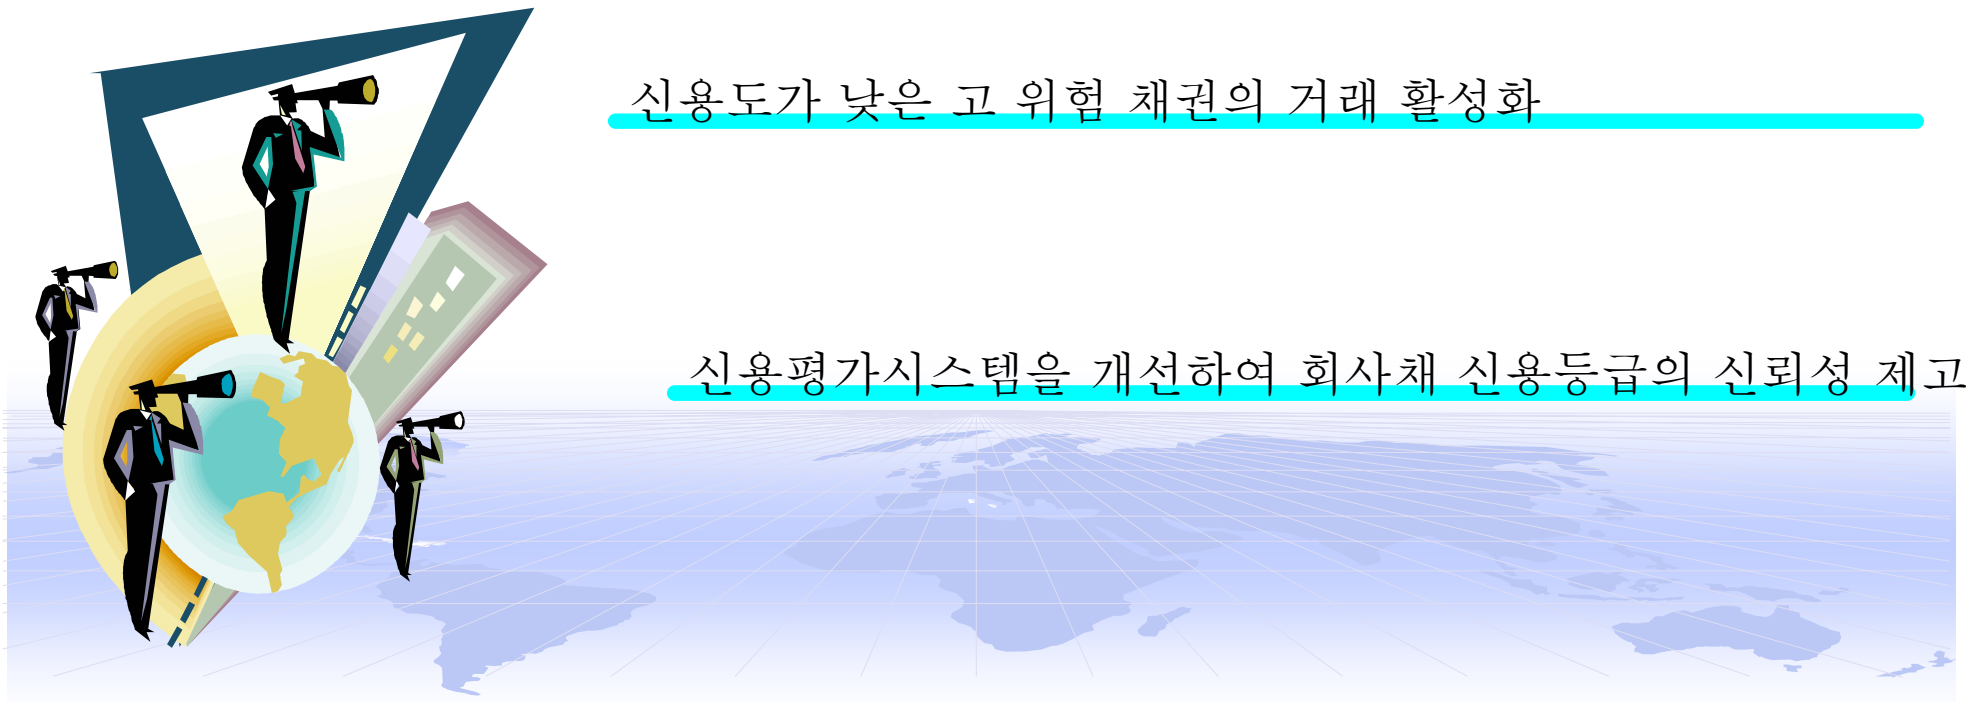 신용도가 낮은 고 위험 채권의 거래 활성화
신용평가시스템을 개선하여 회사채 신용등급의 신뢰성 제고